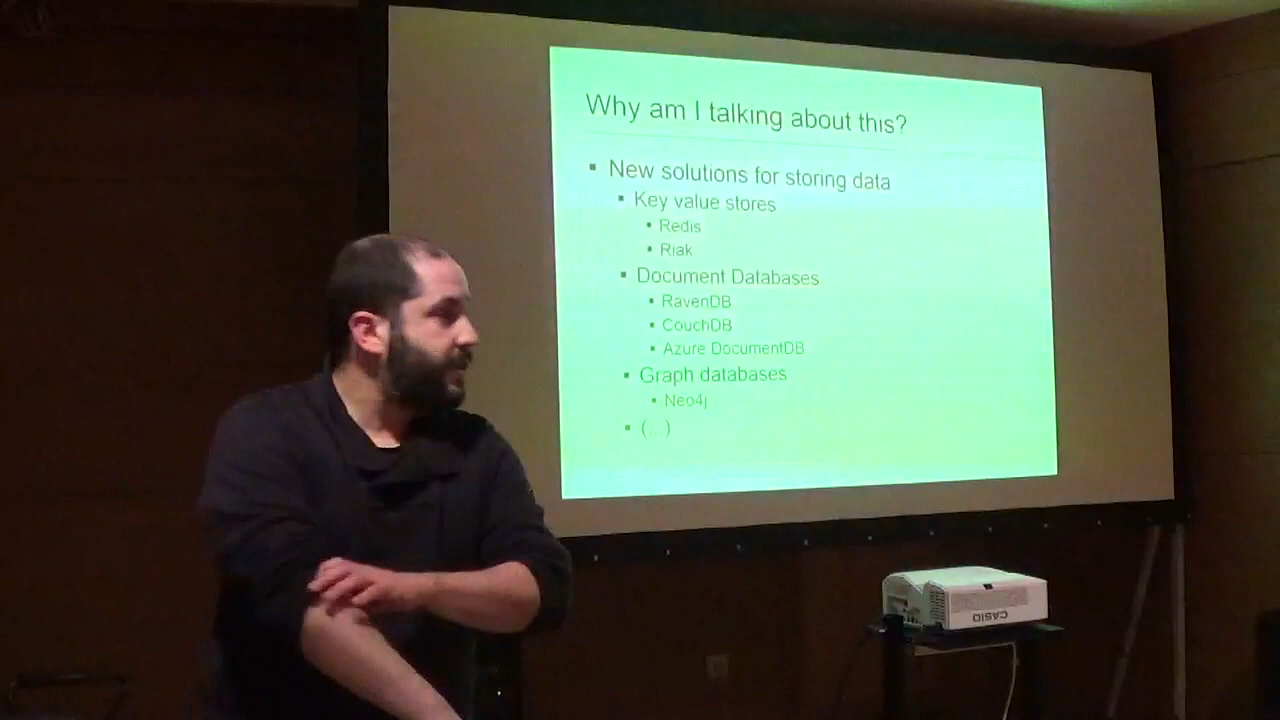 Why am I talking about this?
▪ New solutions for storing data
▪ Key value stores
▪ Redis
▪ Riak
▪ Document Databases
▪ RavenDB
▪ CouchDB
▪ Azure DocumentDB
▪ Graph databases
▪ Neo4j
▪ (...)
CASIO